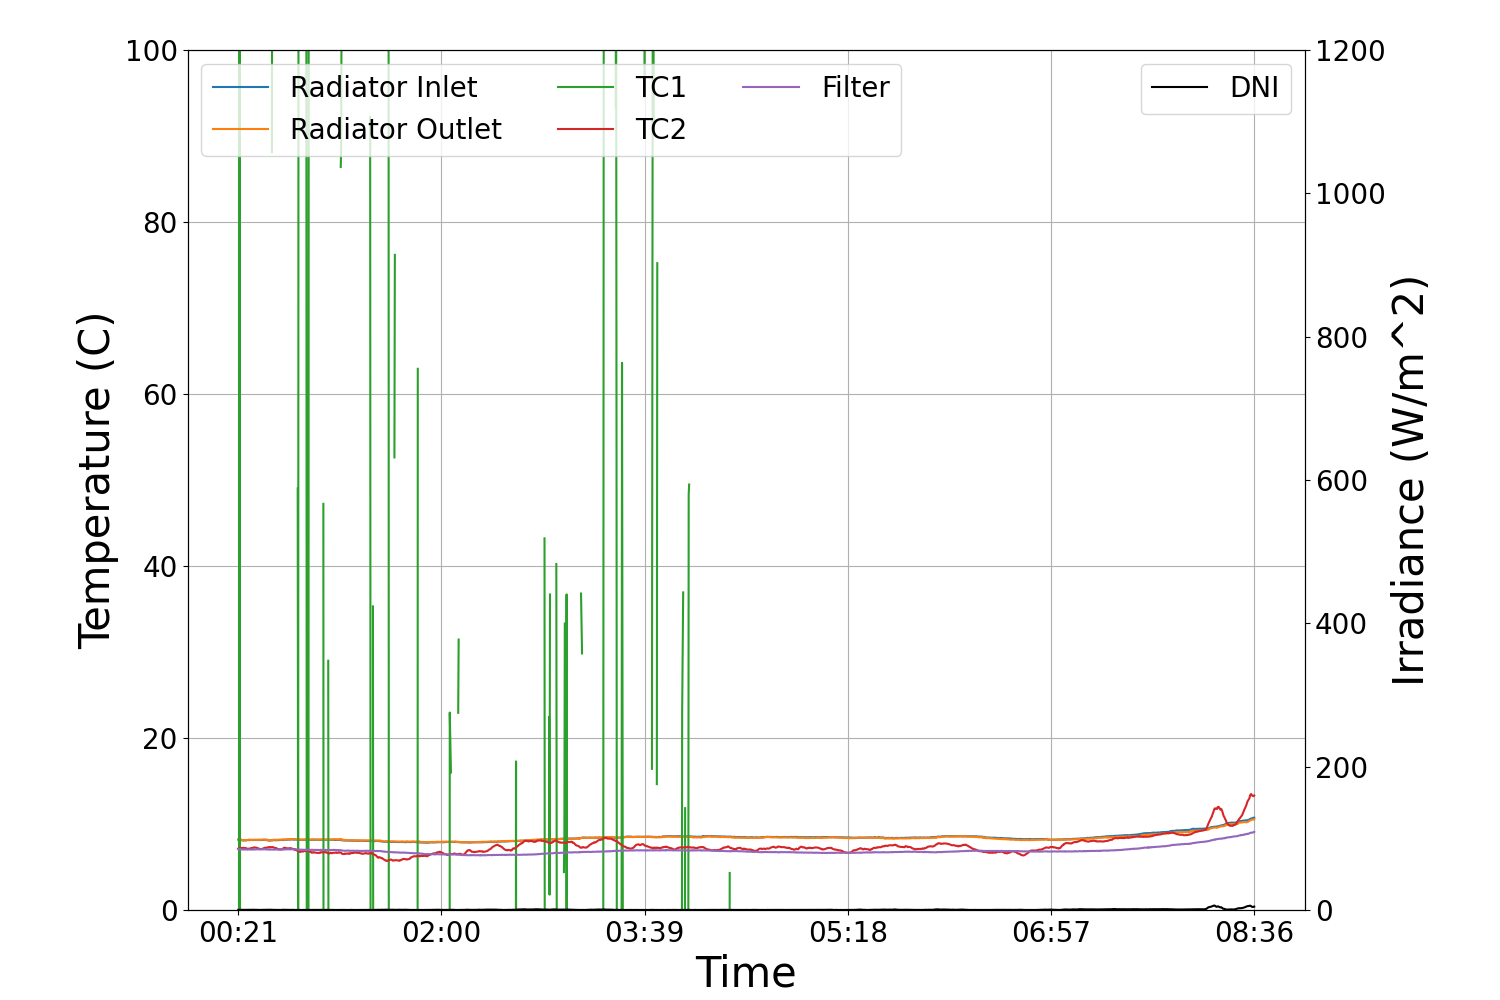 100
80
60
40
20
0
Temperature (C)
Radiator Inlet
Radiator Outlet
TC1
TC2
Filter
DNI
1200
1000
800
600
400
200
0
Irradiance (W/m^2)
00:21
02:00
03:39
05:18
06:57
08:36
Time